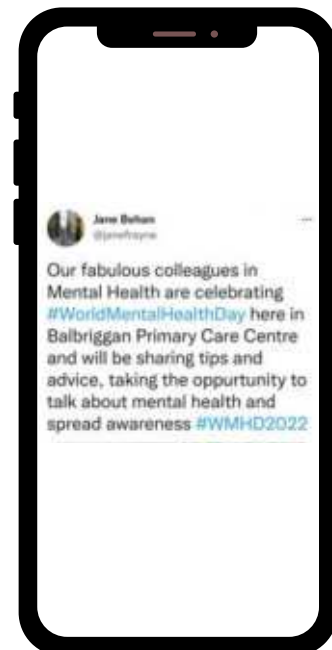 Jane Behan
@janefrayne
Our fabulous colleagues in
Mental Health are celebrating
#WorldMentalHealthDay here in
Balbriggan Primary Care Centre
and will be sharing tips and
advice, taking the oppurtunity to
talk about mental health and
spread awareness #WMHD2022